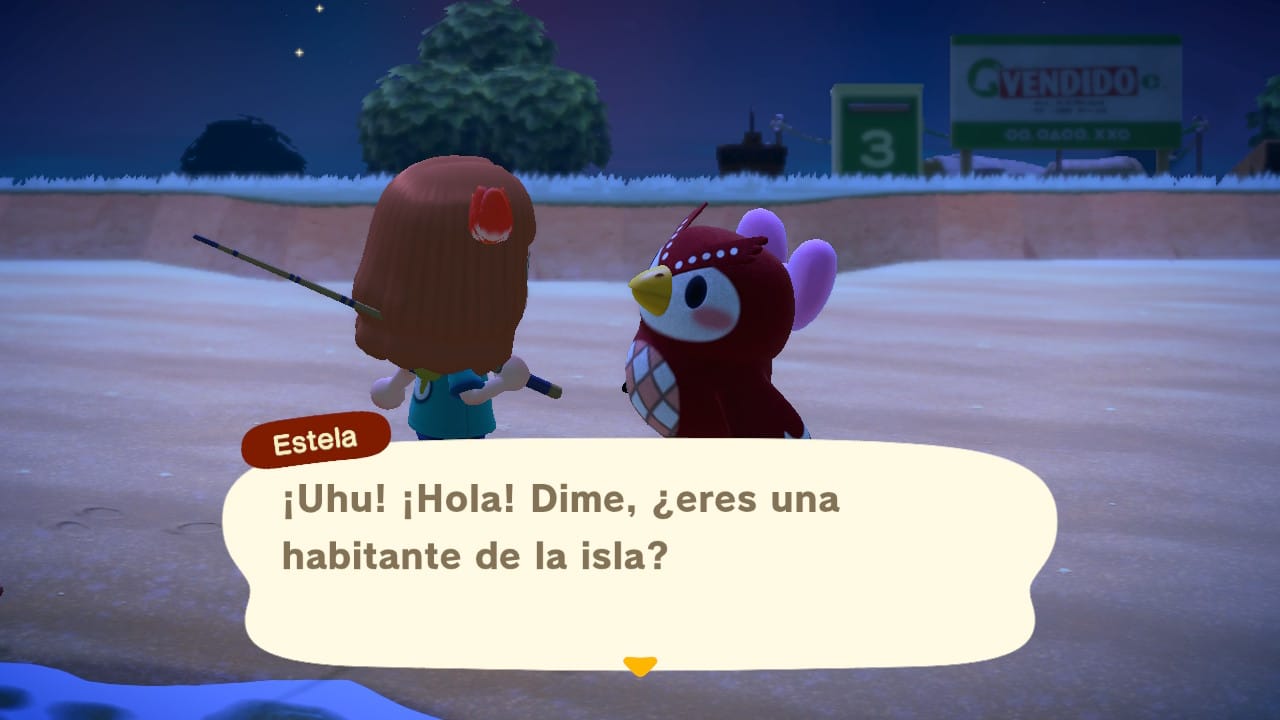 VENDIDO
3
Estela
¡Uhu! ¡Hola! Dime, ¿eres una
habitante de la isla?